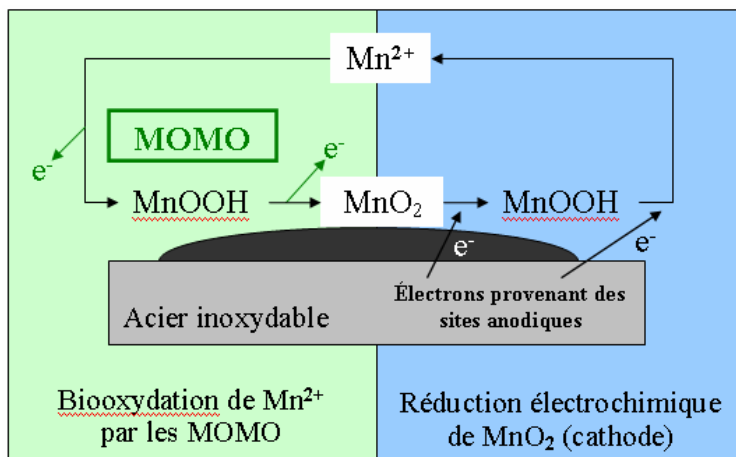 Mn²⁺
MOMO
e⁻
e⁻
MnOOH
MnO₂
MnOOH
e⁻
e⁻
Électrons provenant des
sites anodiques
Acier inoxydable
Biooxydation de Mn²⁺
par les MOMO
Réduction électrochimique
de MnO₂ (cathode)